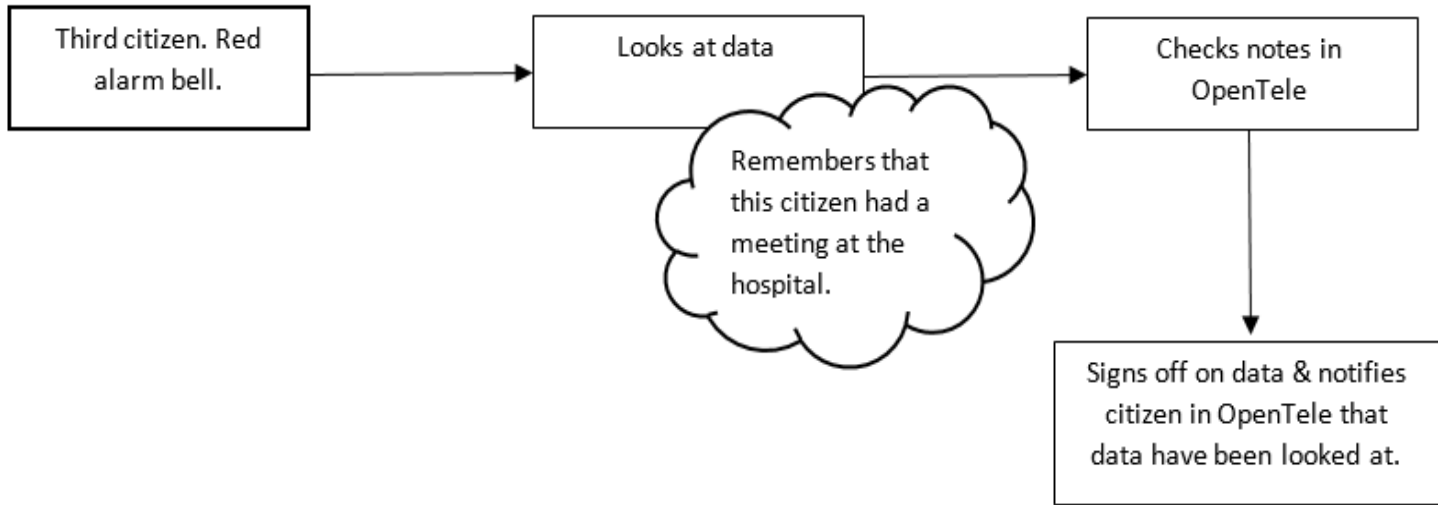 Third citizen. Red
alarm bell.
Looks at data
Checks notes in
OpenTele
Remembers that
this citizen had a
meeting at the
hospital.
Signs off on data & notifies
citizen in OpenTele that
data have been looked at.